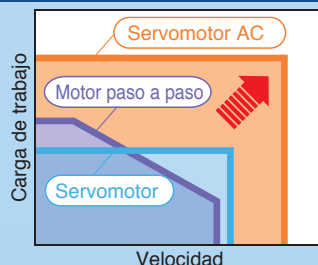 Servomotor AC
Carga de trabajo
Motor paso a paso
Servomotor
Velocidad